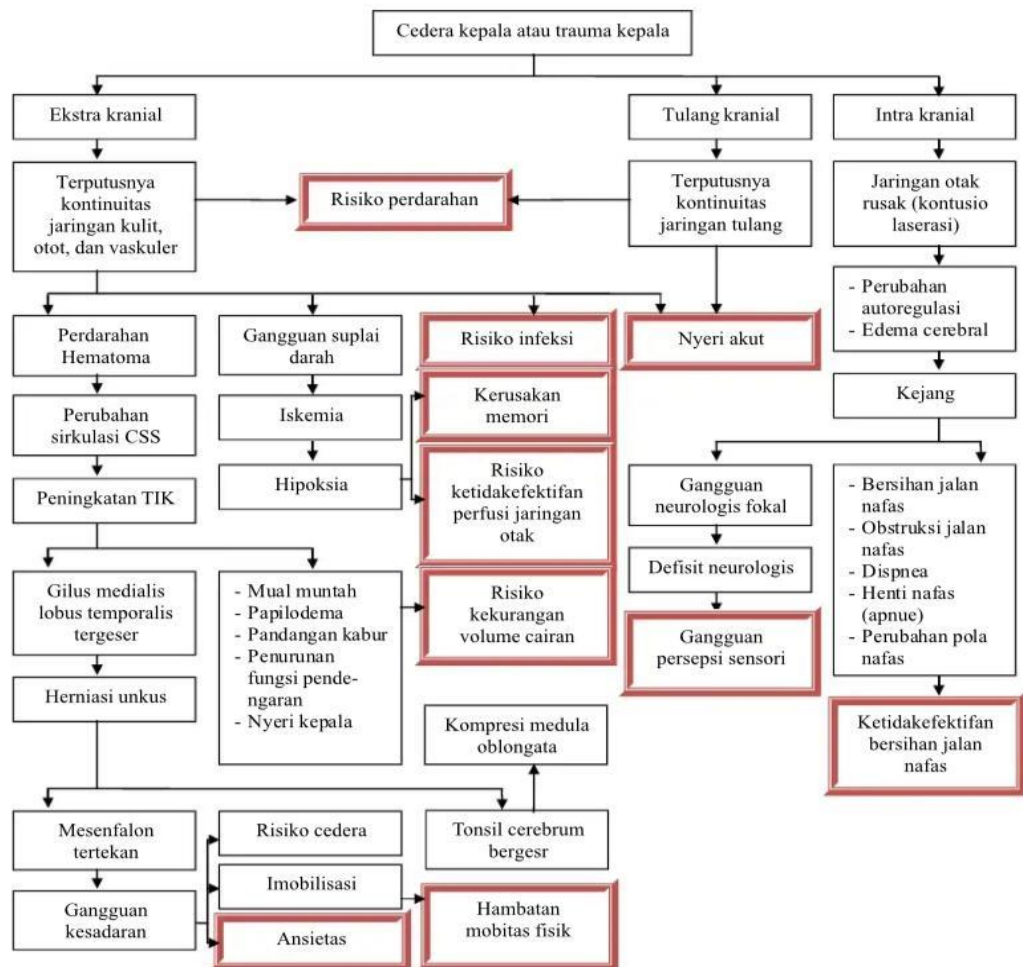 Cedera kepala atau trauma kepala
Ekstra kranial
Tulang kranial
Intra kranial
Terputusnya
kontinuitas
jaringan kulit,
otot, dan vaskuler
Risiko perdarahan
Terputusnya
kontinuitas
jaringan tulang
Jaringan otak
rusak (kontusio
laserasi)
- Perubahan
autoregulasi
- Edema cerebral
Perdarahan
Hematoma
Gangguan suplai
darah
Risiko infeksi
Nyeri akut
Kejang
Perubahan
sirkulasi CSS
Iskemia
Kerusakan
memori
Peningkatan TIK
Hipoksia
Risiko
ketidakefektifan
perfusi jaringan
otak
Gangguan
neurologis fokal
- Bersihan jalan
nafas
- Obstruksi jalan
nafas
- Dispnea
- Henti nafas
(apnue)
- Perubahan pola
nafas
Gilus medialis
lobus temporalis
tergeser
- Mual muntah
- Papilodema
- Pandangan kabur
- Penurunan
fungsi pende-
ngaran
- Nyeri kepala
Risiko
kekurangan
volume cairan
Defisit neurologis
Gangguan
persepsi sensori
Herniasi unkus
Kompresi medula
oblongata
Ketidakefektifan
bersihan jalan
nafas
Mesenfalon
tertekan
Risiko cedera
Tonsil cerebrum
bergesr
Gangguan
kesadaran
Imobilisasi
Ansietas
Hambatan
mobitas fisik